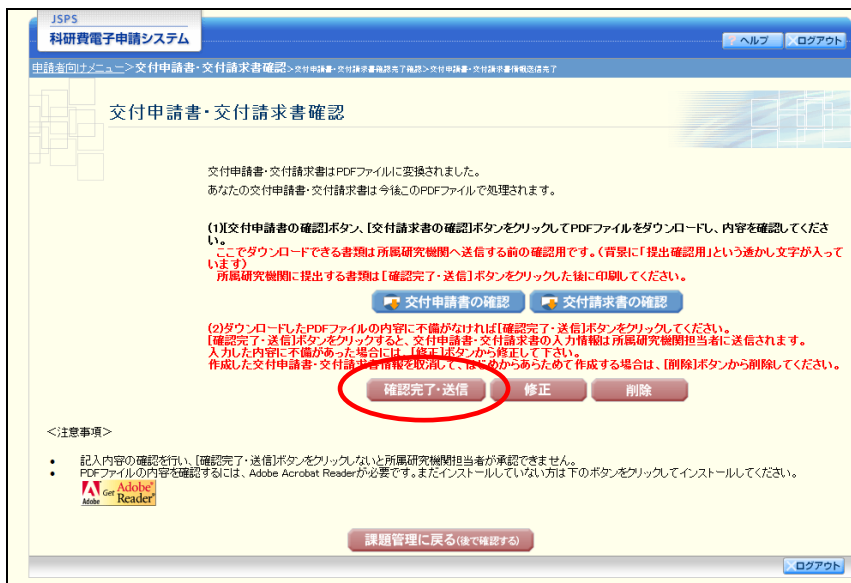 JSPS
科研費電子申請システム
? ヘルプ
ログアウト
申請者向けメニュー>交付申請書・交付請求書確認>交付申請書・交付請求書確認完了確認>交付申請書・交付請求書情報送信完了
交付申請書・交付請求書確認
交付申請書・交付請求書はPDFファイルに変換されました。
あなたの交付申請書・交付請求書は今後このPDFファイルで処理されます。
(1)[交付申請書の確認]ボタン、[交付請求書の確認]ボタンをクリックしてPDFファイルをダウンロードし、内容を確認してくださ
い。
ここでダウンロードできる書類は所属研究機関へ送信する前の確認用です。(背景に「提出確認用」という透かし文字が入って
います)
所属研究機関に提出する書類は[確認完了・送信]ボタンをクリックした後に印刷してください。
交付申請書の確認
交付請求書の確認
(2)ダウンロードしたPDFファイルの内容に不備がなければ[確認完了・送信]ボタンをクリックしてください。
[確認完了・送信]ボタンをクリックすると、交付申請書・交付請求書の入力情報は所属研究機関担当者に送信されます。
入力した内容に不備があった場合には、[修正]ボタンから修正して下さい。
作成した交付申請書・交付請求書情報を取消して、はじめからあらためて作成する場合は、[削除]ボタンから削除してください。
確認完了・送信
修正
削除
<注意事項>
• 記入内容の確認を行い、[確認完了・送信]ボタンをクリックしないと所属研究機関担当者が承認できません。
• PDFファイルの内容を確認するには、Adobe Acrobat Readerが必要です。まだインストールしていない方は下のボタンをクリックしてインストールしてください。
Adobe
Get Adobe®
Reader®
課題管理に戻る(後で確認する)
ログアウト